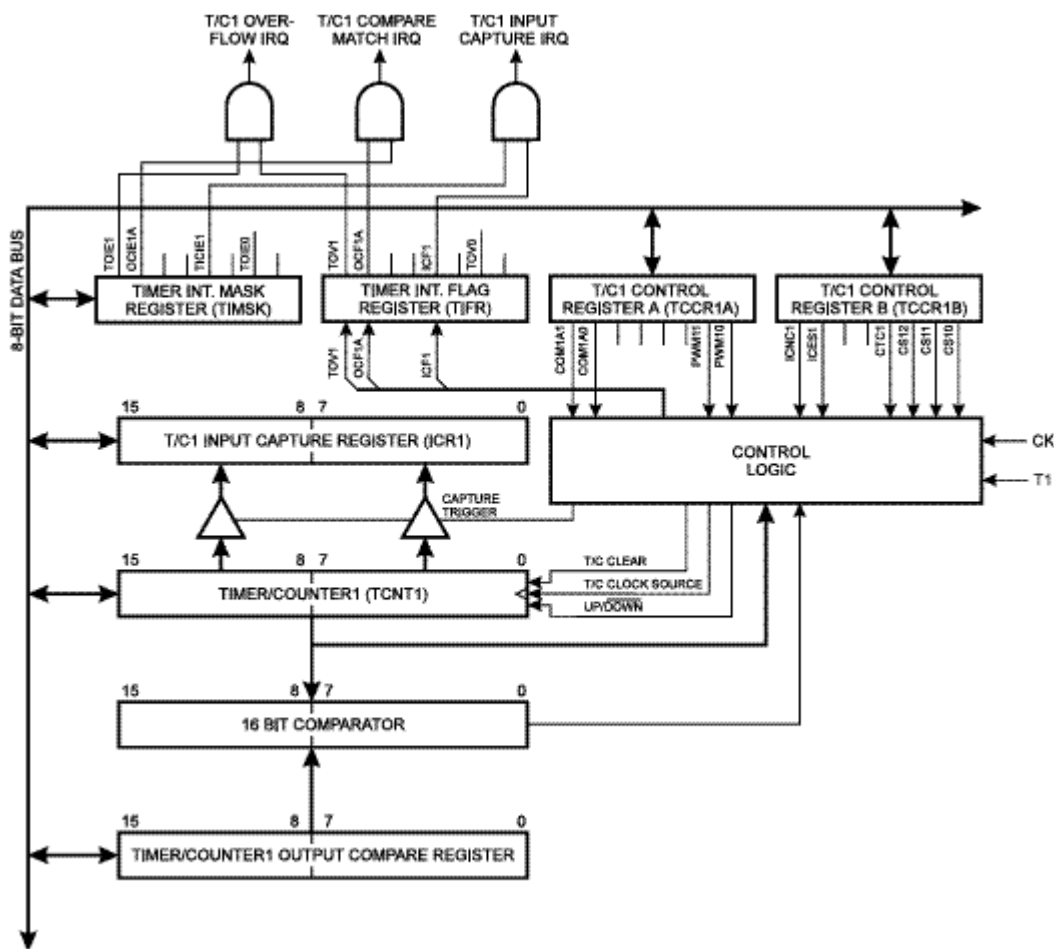 T/C1 OVER-
FLOW IRQ
T/C1 COMPARE
MATCH IRQ
T/C1 INPUT
CAPTURE IRQ
8-BIT DATA BUS
TOIE1
OCIE1A
TICIE1
TOIE0
TOV1
OCF1A
ICF1
TOV0
TIMER INT. MASK
REGISTER (TIMSK)
TIMER INT. FLAG
REGISTER (TIFR)
T/C1 CONTROL
REGISTER A (TCCR1A)
T/C1 CONTROL
REGISTER B (TCCR1B)
TOV1
OCF1A
ICF1
COM1A1
COM1A0
PWM11
PWM10
ICNC1
ICES1
CTC1
CS12
CS11
CS10
15 8 7 0
T/C1 INPUT CAPTURE REGISTER (ICR1)
CONTROL
LOGIC
CK
T1
CAPTURE
TRIGGER
15 8 7 0
TIMER/COUNTER1 (TCNT1)
T/C CLEAR
T/C CLOCK SOURCE
UP/DOWN
15 8 7 0
16 BIT COMPARATOR
15 8 7 0
TIMER/COUNTER1 OUTPUT COMPARE REGISTER